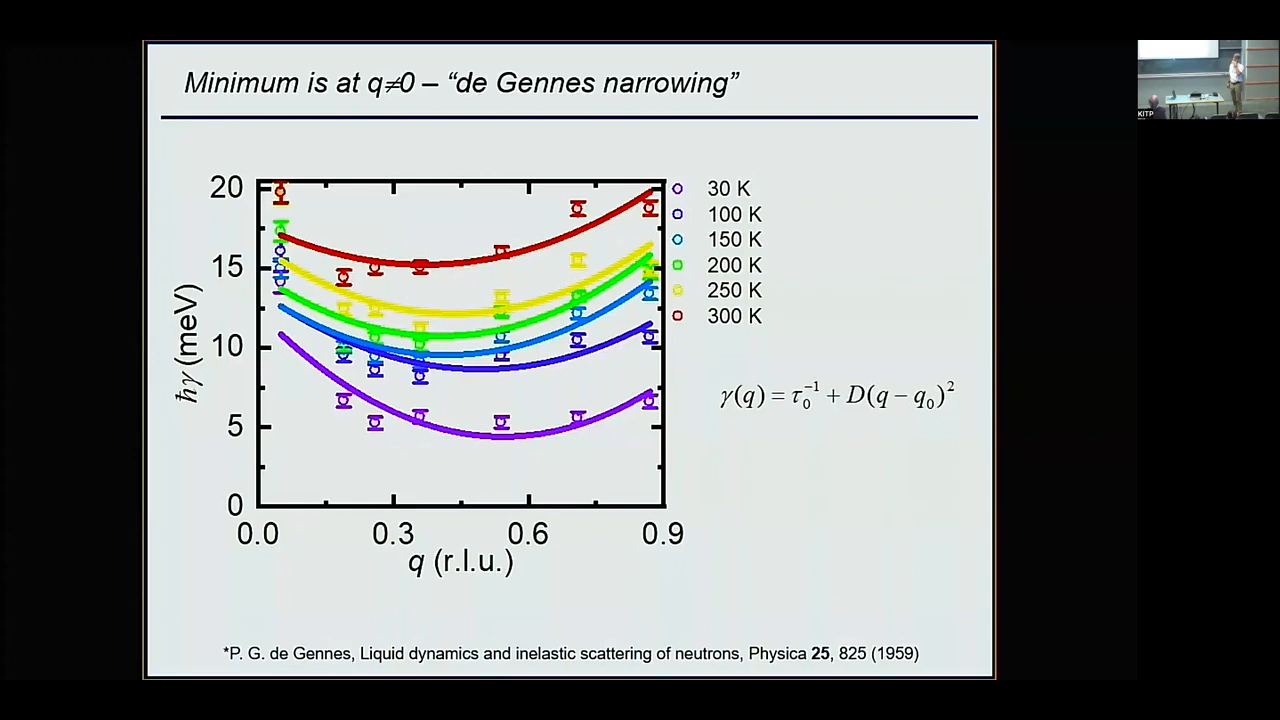 Minimum is at q≠0 – “de Gennes narrowing”
20
15
10
5
0
ħγ (meV)
0.0 0.3 0.6 0.9
q (r.l.u.)
30 K
100 K
150 K
200 K
250 K
300 K
γ(q) = τ₀⁻¹ + D(q − q₀)²
*P. G. de Gennes, Liquid dynamics and inelastic scattering of neutrons, Physica 25, 825 (1959)
KITP